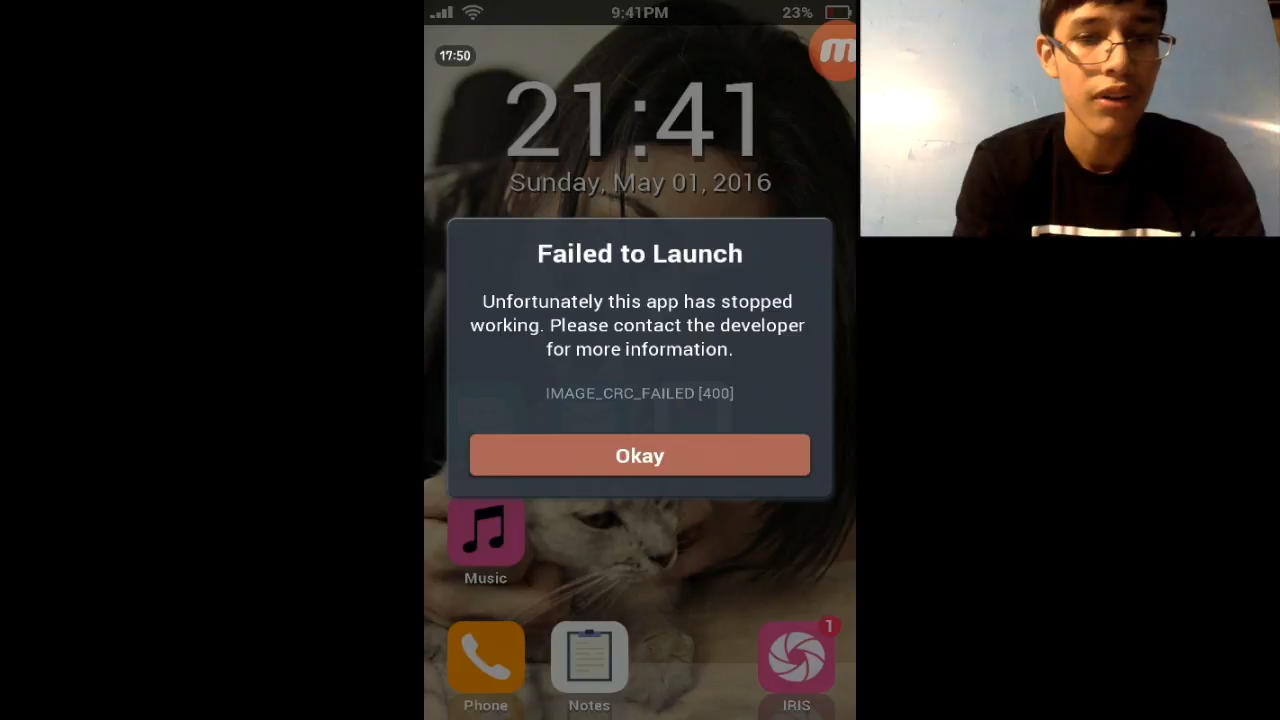 9:41PM
23%
17:50
m
21:41
Sunday, May 01, 2016
Failed to Launch
Unfortunately this app has stopped
working. Please contact the developer
for more information.
IMAGE_CRC_FAILED [400]
Okay
Music
1
Phone
Notes
IRIS